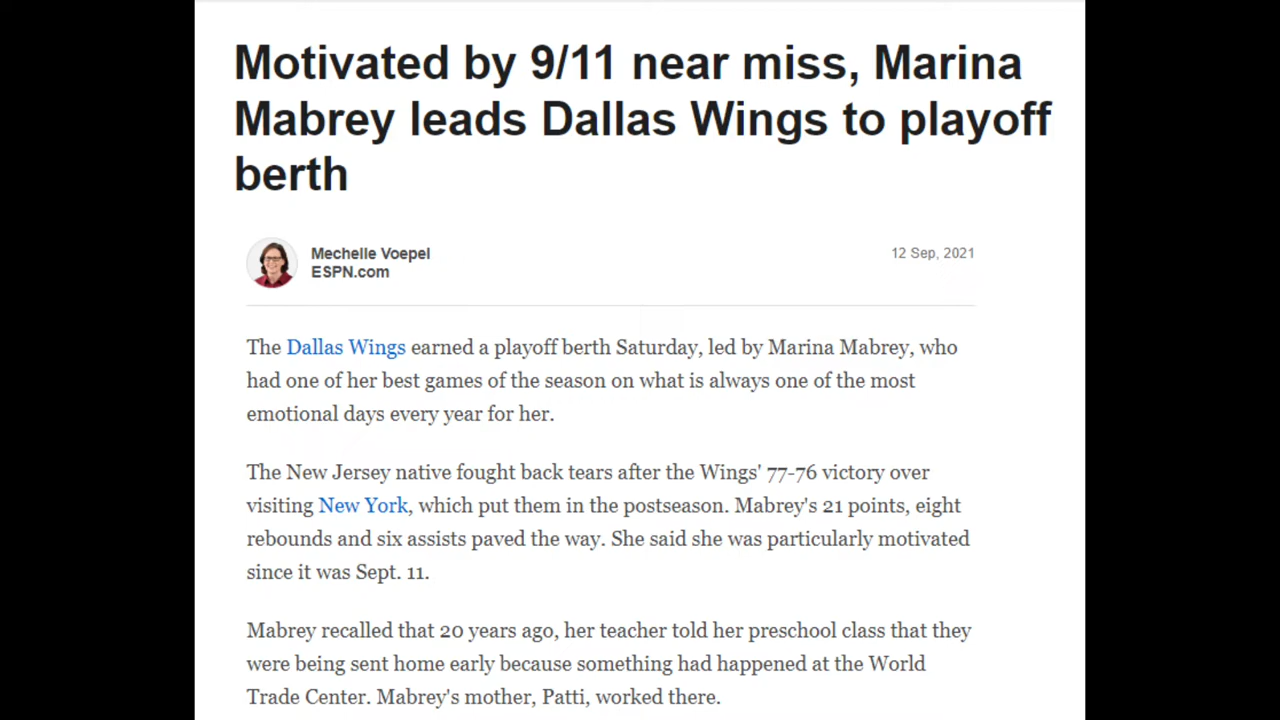 Motivated by 9/11 near miss, Marina
Mabrey leads Dallas Wings to playoff
berth
Mechelle Voepel
ESPN.com
12 Sep, 2021
The Dallas Wings earned a playoff berth Saturday, led by Marina Mabrey, who
had one of her best games of the season on what is always one of the most
emotional days every year for her.
The New Jersey native fought back tears after the Wings' 77-76 victory over
visiting New York, which put them in the postseason. Mabrey's 21 points, eight
rebounds and six assists paved the way. She said she was particularly motivated
since it was Sept. 11.
Mabrey recalled that 20 years ago, her teacher told her preschool class that they
were being sent home early because something had happened at the World
Trade Center. Mabrey's mother, Patti, worked there.